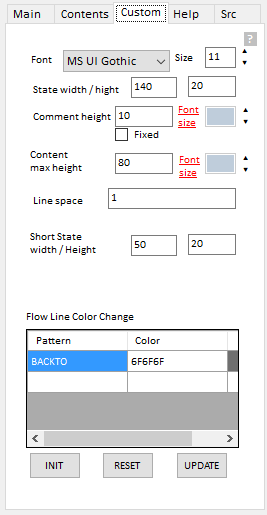 Main Contents Custom Help Src
?
Font MS UI Gothic Size 11
State width / hight 140 20
Comment height 10 Font size
Fixed
Content max height 80 Font size
Line space 1
Short State width / Height 50 20
Flow Line Color Change
Pattern Color
BACKTO 6F6F6F
INIT RESET UPDATE